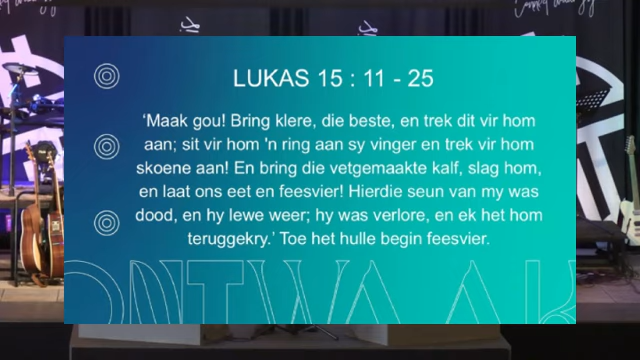 LUKAS 15 : 11 - 25
‘Maak gou! Bring klere, die beste, en trek dit vir hom
aan; sit vir hom 'n ring aan sy vinger en trek vir hom
skoene aan! En bring die vetgemaakte kalf, slag hom,
en laat ons eet en feesvier! Hierdie seun van my was
dood, en hy lewe weer; hy was verlore, en ek het hom
teruggekry.’ Toe het hulle begin feesvier.
ONTWAAK